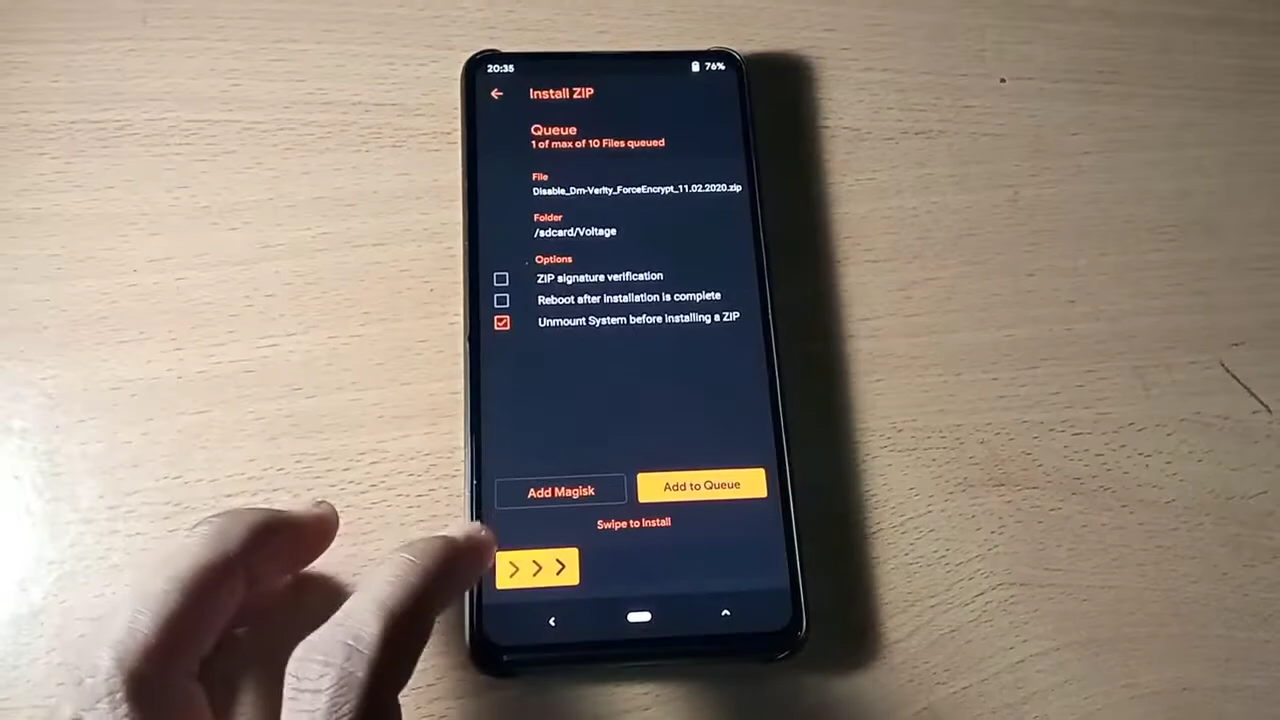 20:35
76%
Install ZIP
Queue
1 of max of 10 Files queued
File
Disable_Dm-Verity_ForceEncrypt_11.02.2020.zip
Folder
/sdcard/Voltage
Options
ZIP signature verification
Reboot after installation is complete
Unmount System before installing a ZIP
Add Magisk
Add to Queue
Swipe to Install